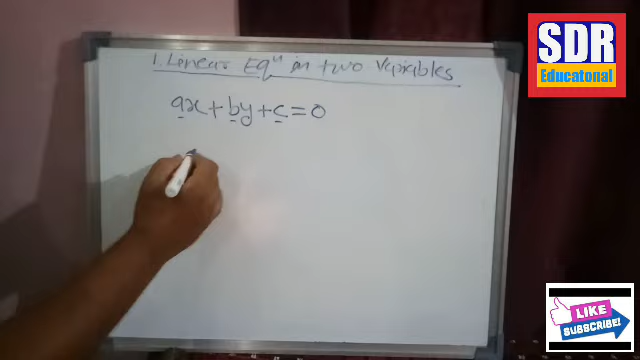 1. Linear Eqⁿ in two Variables
ax + by + c = 0
SDR
Educatonal
LIKE
SUBSCRIBE!